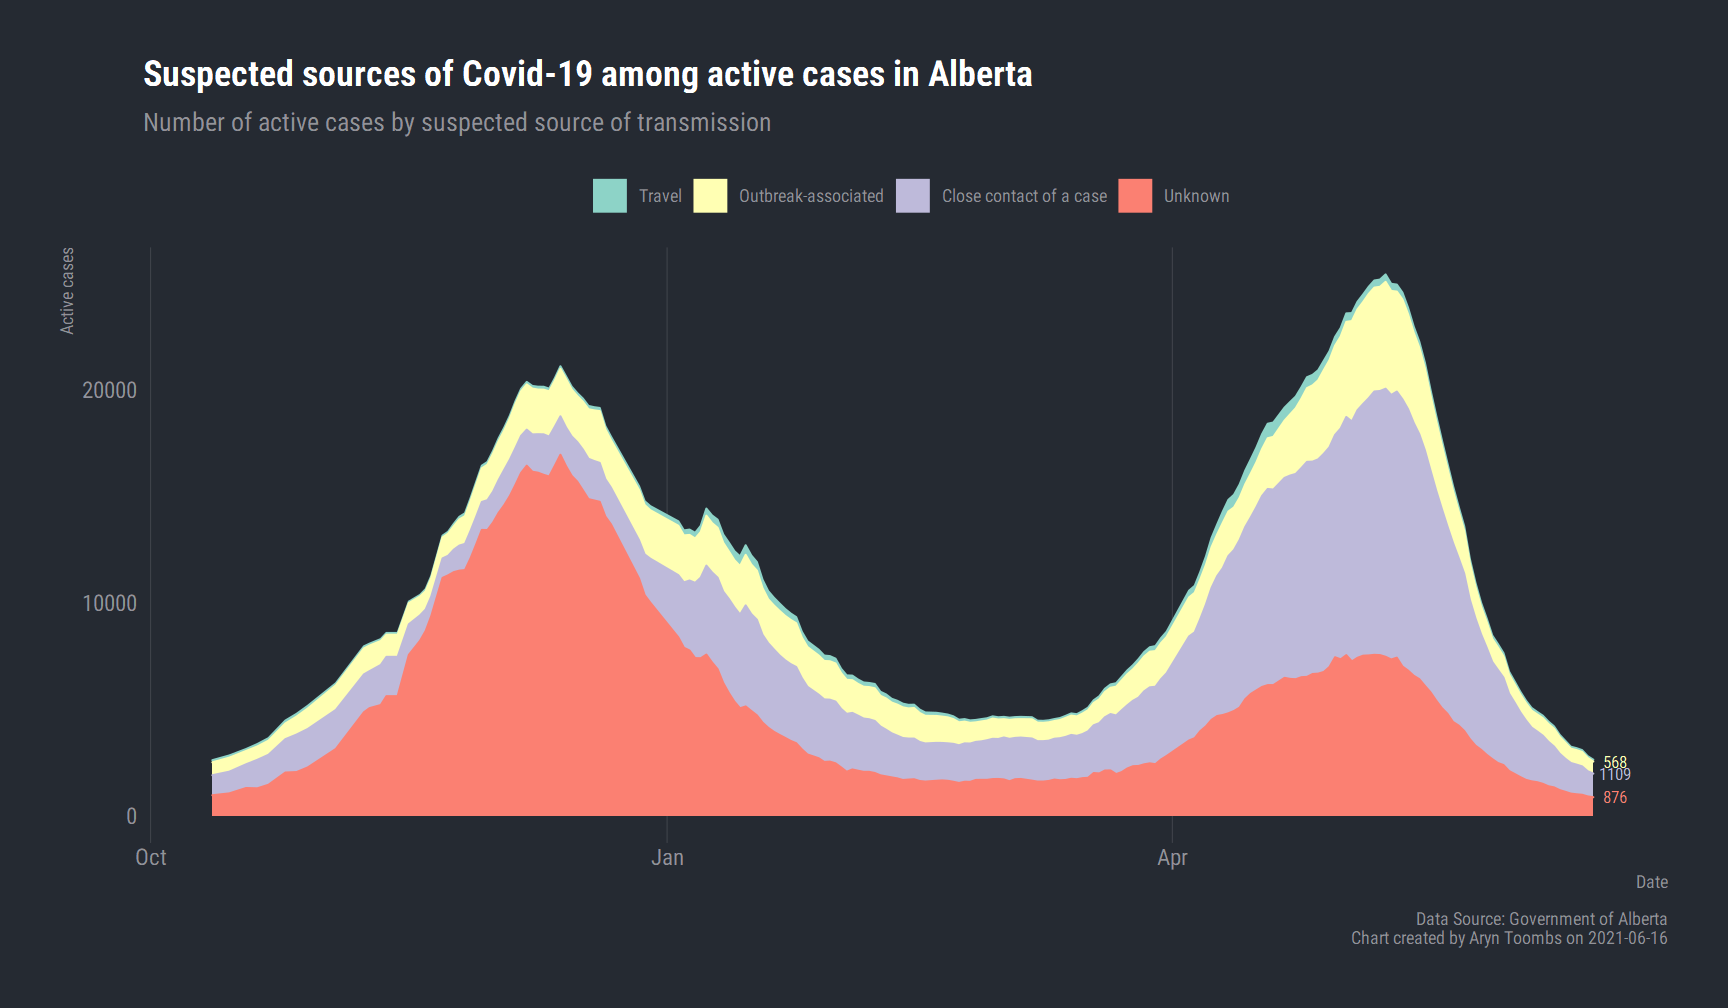 Suspected sources of Covid-19 among active cases in Alberta
Number of active cases by suspected source of transmission
Travel
Outbreak-associated
Close contact of a case
Unknown
Active cases
20000
10000
0
568
1109
876
Oct
Jan
Apr
Date
Data Source: Government of Alberta
Chart created by Aryn Toombs on 2021-06-16